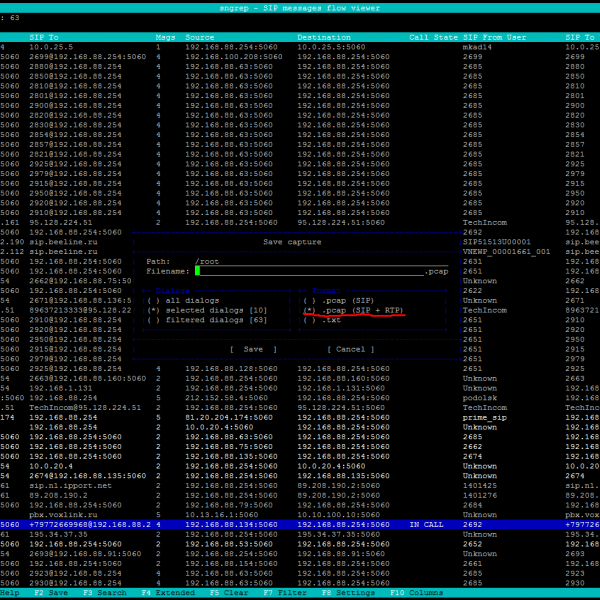 sngrep - SIP messages flow viewer
: 63
SIP To Msgs Source Destination Call State SIP From User SIP To
4 10.0.25.5 1 192.168.88.254:5060 10.0.25.5:5060 mkad14 10.0.25
5060 2699@192.168.88.254:5060 4 192.168.100.208:5060 192.168.88.254:5060 2699 2699
5060 2880@192.168.88.254 4 192.168.88.63:5060 192.168.88.254:5060 2685 2880
5060 2850@192.168.88.254 4 192.168.88.63:5060 192.168.88.254:5060 2685 2850
5060 2810@192.168.88.254 4 192.168.88.63:5060 192.168.88.254:5060 2685 2810
5060 2801@192.168.88.254 4 192.168.88.63:5060 192.168.88.254:5060 2685 2801
5060 2900@192.168.88.254 4 192.168.88.63:5060 192.168.88.254:5060 2685 2900
5060 2820@192.168.88.254 4 192.168.88.63:5060 192.168.88.254:5060 2685 2820
5060 2830@192.168.88.254 4 192.168.88.63:5060 192.168.88.254:5060 2685 2830
5060 2854@192.168.88.254 4 192.168.88.63:5060 192.168.88.254:5060 2685 2854
5060 2857@192.168.88.254 4 192.168.88.63:5060 192.168.88.254:5060 2685 2857
5060 2821@192.168.88.254 4 192.168.88.63:5060 192.168.88.254:5060 2685 2821
5060 2925@192.168.88.254 4 192.168.88.63:5060 192.168.88.254:5060 2685 2925
5060 2979@192.168.88.254 4 192.168.88.63:5060 192.168.88.254:5060 2685 2979
5060 2915@192.168.88.254 4 192.168.88.63:5060 192.168.88.254:5060 2685 2915
5060 2950@192.168.88.254 4 192.168.88.63:5060 192.168.88.254:5060 2685 2950
5060 2920@192.168.88.254 4 192.168.88.63:5060 192.168.88.254:5060 2685 2920
5060 2910@192.168.88.254 4 192.168.88.63:5060 192.168.88.254:5060 2685 2910
.161 95.128.224.51 2 192.168.88.254:5060 95.128.224.51:5060 TechIncom 95.128.
5060 192.168.88.254:5060 2692 192.168
2.190 sip.beeline.ru Save capture SIP51513U00001 sip.bee
2.112 sip.beeline.ru VNEWP_00001661_001 sip.bee
5060 192.168.88.254:5060 Path: /root 2631 192.168
5060 192.168.88.254:5060 Filename: .pcap 2651 192.168
54 2662@192.168.88.75:50 Unknown 2662
5060 192.168.88.254:5060 Dialogs Format 2622 192.168
54 2671@192.168.88.136:5 ( ) all dialogs ( ) .pcap (SIP) Unknown 2671
.51 89637213333@95.128.22 (*) selected dialogs [10] (*) .pcap (SIP + RTP) TechIncom 8963721
5060 2910@192.168.88.254 ( ) filtered dialogs [63] ( ) .txt 2651 2910
5060 2920@192.168.88.254 2651 2920
5060 2950@192.168.88.254 2651 2950
5060 2915@192.168.88.254 [ Save ] [ Cancel ] 2651 2915
5060 2979@192.168.88.254 2651 2979
5060 2925@192.168.88.254 4 192.168.88.128:5060 192.168.88.254:5060 2651 2925
54 2663@192.168.88.160:5060 2 192.168.88.254:5060 192.168.88.160:5060 Unknown 2663
54 192.168.1.131 2 192.168.88.254:5060 192.168.1.131:5060 Unknown 192.168
:5060 192.168.88.254:5060 5 212.152.58.4:5060 192.168.88.254:5060 podolsk 192.168
.51 TechIncom@95.128.224.51 2 192.168.88.254:5060 95.128.224.51:5060 TechIncom TechInc
174 192.168.88.254 5 81.20.204.174:5060 192.168.88.254:5060 prime_sip 192.168
192.168.88.254 2 10.0.20.4:5060 192.168.88.254:5060 Unknown 192.168
5060 192.168.88.254:5060 2 192.168.88.63:5060 192.168.88.254:5060 2685 192.168
5060 192.168.88.254:5060 2 192.168.88.75:5060 192.168.88.254:5060 2662 192.168
5060 192.168.88.254:5060 2 192.168.88.135:5060 192.168.88.254:5060 2674 192.168
54 10.0.20.4 2 192.168.88.254:5060 10.0.20.4:5060 Unknown 10.0.20
54 2674@192.168.88.135:5060 2 192.168.88.254:5060 192.168.88.135:5060 Unknown 2674
61 sip.n1.ipport.net 2 192.168.88.254:5060 89.208.190.2:5060 1401425 sip.n1.
61 89.208.190.2 2 192.168.88.254:5060 89.208.190.2:5060 1401276 89.208.
5060 192.168.88.254:5060 2 192.168.88.79:5060 192.168.88.254:5060 2684 192.168
pbx.voxlink.ru 5 10.13.16.1:5060 10.10.100.10:5060 Unknown pbx.vox
5060 +79772669968@192.168.88.2 4 192.168.88.134:5060 192.168.88.254:5060 IN CALL 2692 +797726
61 195.34.37.35 2 192.168.88.254:5060 195.34.37.35:5060 Unknown 195.34.
5060 192.168.88.254:5060 2 192.168.88.53:5060 192.168.88.254:5060 2652 192.168
54 2693@192.168.88.91:5060 2 192.168.88.254:5060 192.168.88.91:5060 Unknown 2693
5060 192.168.88.254:5060 2 192.168.88.154:5060 192.168.88.254:5060 2661 192.168
5060 2923@192.168.88.254 4 192.168.88.63:5060 192.168.88.254:5060 2685 2923
5060 2930@192.168.88.254 4 192.168.88.63:5060 192.168.88.254:5060 2685 2930
Help F2 Save F3 Search F4 Extended F5 Clear F7 Filter F8 Settings F10 Columns